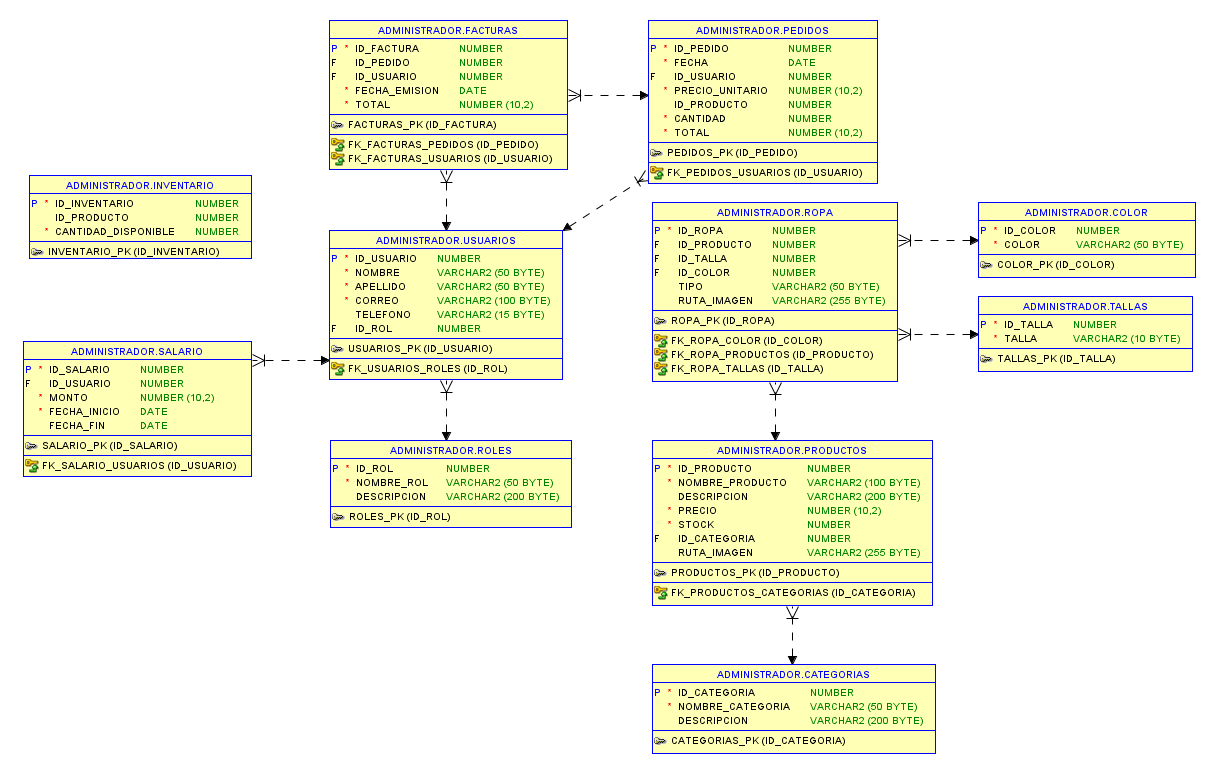 ADMINISTRADOR.FACTURAS
P * ID_FACTURA NUMBER
F ID_PEDIDO NUMBER
F ID_USUARIO NUMBER
* FECHA_EMISION DATE
* TOTAL NUMBER (10,2)
FACTURAS_PK (ID_FACTURA)
FK_FACTURAS_PEDIDOS (ID_PEDIDO)
FK_FACTURAS_USUARIOS (ID_USUARIO)
ADMINISTRADOR.PEDIDOS
P * ID_PEDIDO NUMBER
* FECHA DATE
F ID_USUARIO NUMBER
* PRECIO_UNITARIO NUMBER (10,2)
ID_PRODUCTO NUMBER
* CANTIDAD NUMBER
* TOTAL NUMBER (10,2)
PEDIDOS_PK (ID_PEDIDO)
FK_PEDIDOS_USUARIOS (ID_USUARIO)
ADMINISTRADOR.INVENTARIO
P * ID_INVENTARIO NUMBER
ID_PRODUCTO NUMBER
* CANTIDAD_DISPONIBLE NUMBER
INVENTARIO_PK (ID_INVENTARIO)
ADMINISTRADOR.USUARIOS
P * ID_USUARIO NUMBER
* NOMBRE VARCHAR2 (50 BYTE)
* APELLIDO VARCHAR2 (50 BYTE)
* CORREO VARCHAR2 (100 BYTE)
TELEFONO VARCHAR2 (15 BYTE)
F ID_ROL NUMBER
USUARIOS_PK (ID_USUARIO)
FK_USUARIOS_ROLES (ID_ROL)
ADMINISTRADOR.ROPA
P * ID_ROPA NUMBER
F ID_PRODUCTO NUMBER
F ID_TALLA NUMBER
F ID_COLOR NUMBER
TIPO VARCHAR2 (50 BYTE)
RUTA_IMAGEN VARCHAR2 (255 BYTE)
ROPA_PK (ID_ROPA)
FK_ROPA_COLOR (ID_COLOR)
FK_ROPA_PRODUCTOS (ID_PRODUCTO)
FK_ROPA_TALLAS (ID_TALLA)
ADMINISTRADOR.COLOR
P * ID_COLOR NUMBER
* COLOR VARCHAR2 (50 BYTE)
COLOR_PK (ID_COLOR)
ADMINISTRADOR.TALLAS
P * ID_TALLA NUMBER
* TALLA VARCHAR2 (10 BYTE)
TALLAS_PK (ID_TALLA)
ADMINISTRADOR.SALARIO
P * ID_SALARIO NUMBER
F ID_USUARIO NUMBER
* MONTO NUMBER (10,2)
* FECHA_INICIO DATE
FECHA_FIN DATE
SALARIO_PK (ID_SALARIO)
FK_SALARIO_USUARIOS (ID_USUARIO)
ADMINISTRADOR.ROLES
P * ID_ROL NUMBER
* NOMBRE_ROL VARCHAR2 (50 BYTE)
DESCRIPCION VARCHAR2 (200 BYTE)
ROLES_PK (ID_ROL)
ADMINISTRADOR.PRODUCTOS
P * ID_PRODUCTO NUMBER
* NOMBRE_PRODUCTO VARCHAR2 (100 BYTE)
DESCRIPCION VARCHAR2 (200 BYTE)
* PRECIO NUMBER (10,2)
* STOCK NUMBER
F ID_CATEGORIA NUMBER
RUTA_IMAGEN VARCHAR2 (255 BYTE)
PRODUCTOS_PK (ID_PRODUCTO)
FK_PRODUCTOS_CATEGORIAS (ID_CATEGORIA)
ADMINISTRADOR.CATEGORIAS
P * ID_CATEGORIA NUMBER
* NOMBRE_CATEGORIA VARCHAR2 (50 BYTE)
DESCRIPCION VARCHAR2 (200 BYTE)
CATEGORIAS_PK (ID_CATEGORIA)